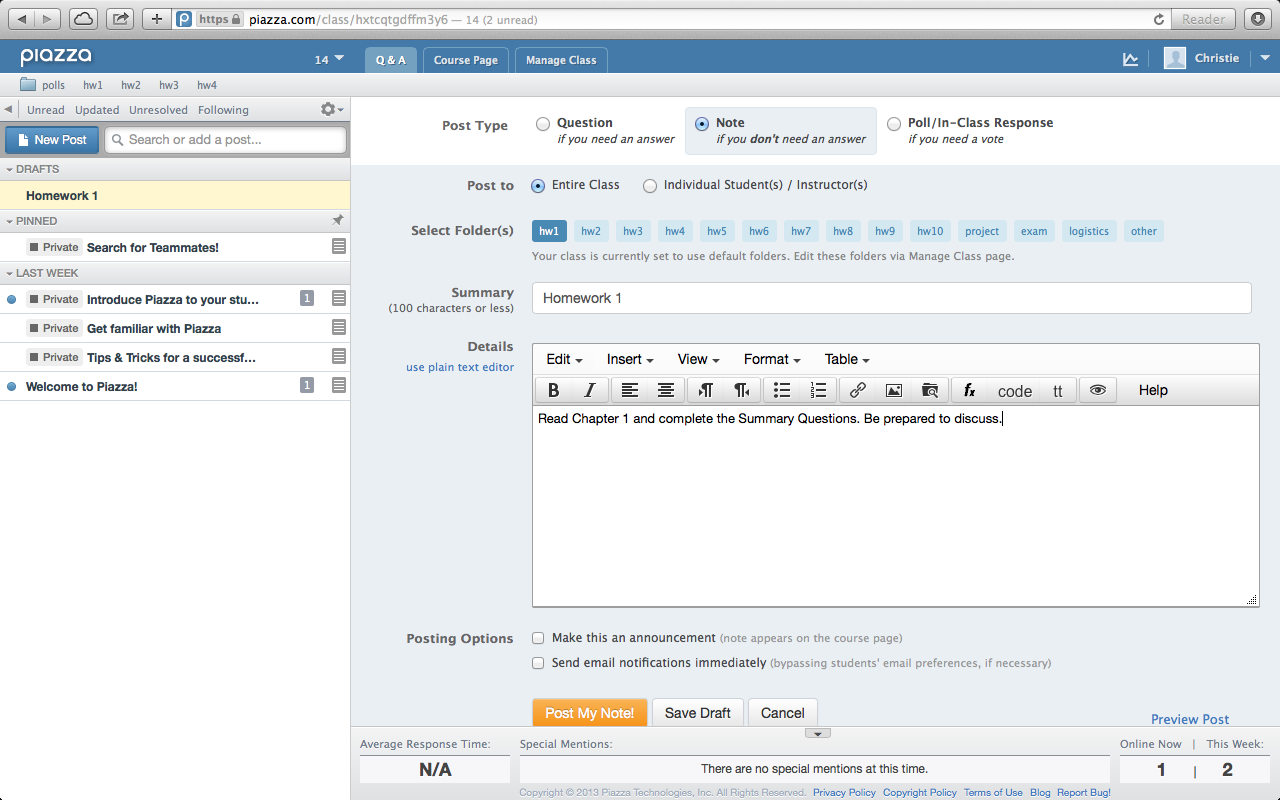 https piazza.com/class/hxtcqtgdffm3y6 — 14 (2 unread) Reader
piazza 14 Q & A Course Page Manage Class Christie
polls hw1 hw2 hw3 hw4
Unread Updated Unresolved Following
New Post Search or add a post...
DRAFTS
Homework 1
PINNED
Private Search for Teammates!
LAST WEEK
Private Introduce Piazza to your stu... 1
Private Get familiar with Piazza
Private Tips & Tricks for a successf...
Welcome to Piazza! 1
Post Type Question Note Poll/In-Class Response
if you need an answer if you don't need an answer if you need a vote
Post to Entire Class Individual Student(s) / Instructor(s)
Select Folder(s) hw1 hw2 hw3 hw4 hw5 hw6 hw7 hw8 hw9 hw10 project exam logistics other
Your class is currently set to use default folders. Edit these folders via Manage Class page.
Summary Homework 1
(100 characters or less)
Details
use plain text editor
Edit Insert View Format Table
B I fx code tt Help
Read Chapter 1 and complete the Summary Questions. Be prepared to discuss.
Posting Options Make this an announcement (note appears on the course page)
Send email notifications immediately (bypassing students' email preferences, if necessary)
Post My Note! Save Draft Cancel
Preview Post
Average Response Time: Special Mentions: Online Now | This Week:
N/A There are no special mentions at this time. 1 | 2
Copyright © 2013 Piazza Technologies, Inc. All Rights Reserved. Privacy Policy Copyright Policy Terms of Use Blog Report Bug!